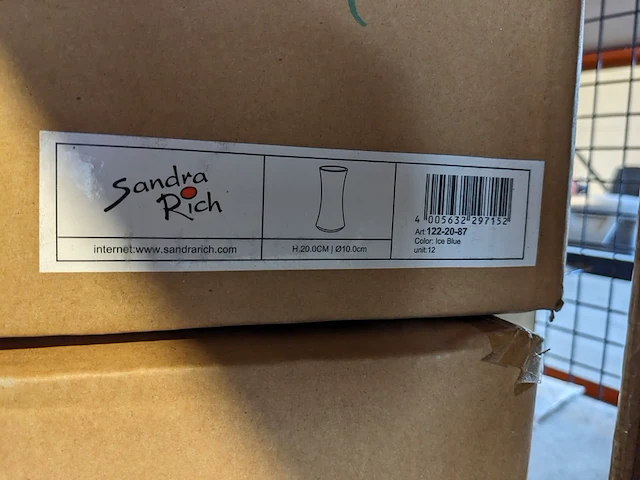 Sandra
Rich
internet:www.sandrarich.com
H.20.0CM | Ø10.0cm
4 005632 297152
Art:122-20-87
Color: Ice Blue
unit:12